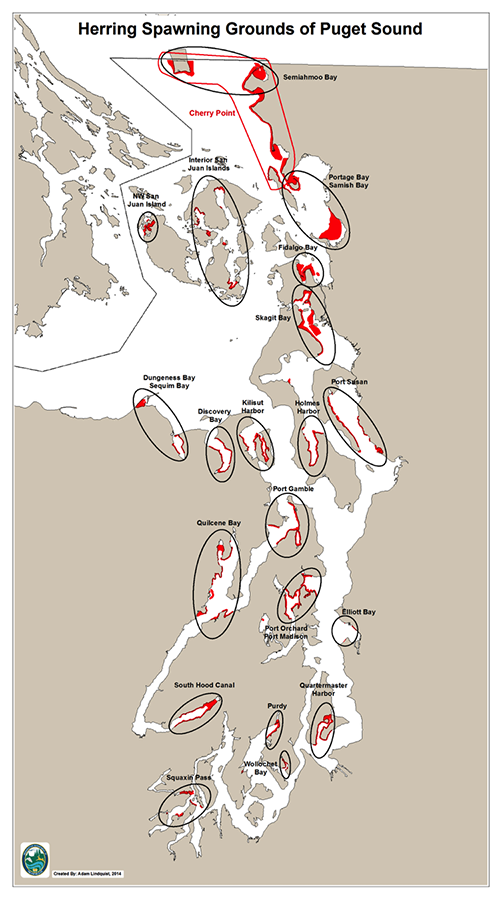 Herring Spawning Grounds of Puget Sound
Semiahmoo Bay
Cherry Point
Interior San
Juan Islands
Portage Bay
Samish Bay
NW San
Juan Island
Fidalgo Bay
Skagit Bay
Dungeness Bay
Sequim Bay
Port Susan
Kilisut
Harbor
Holmes
Harbor
Discovery
Bay
Port Gamble
Quilcene Bay
Elliott Bay
Port Orchard
Port Madison
South Hood Canal
Quartermaster
Harbor
Purdy
Wollochet
Bay
Squaxin Pass
Created By: Adam Lindquist, 2014